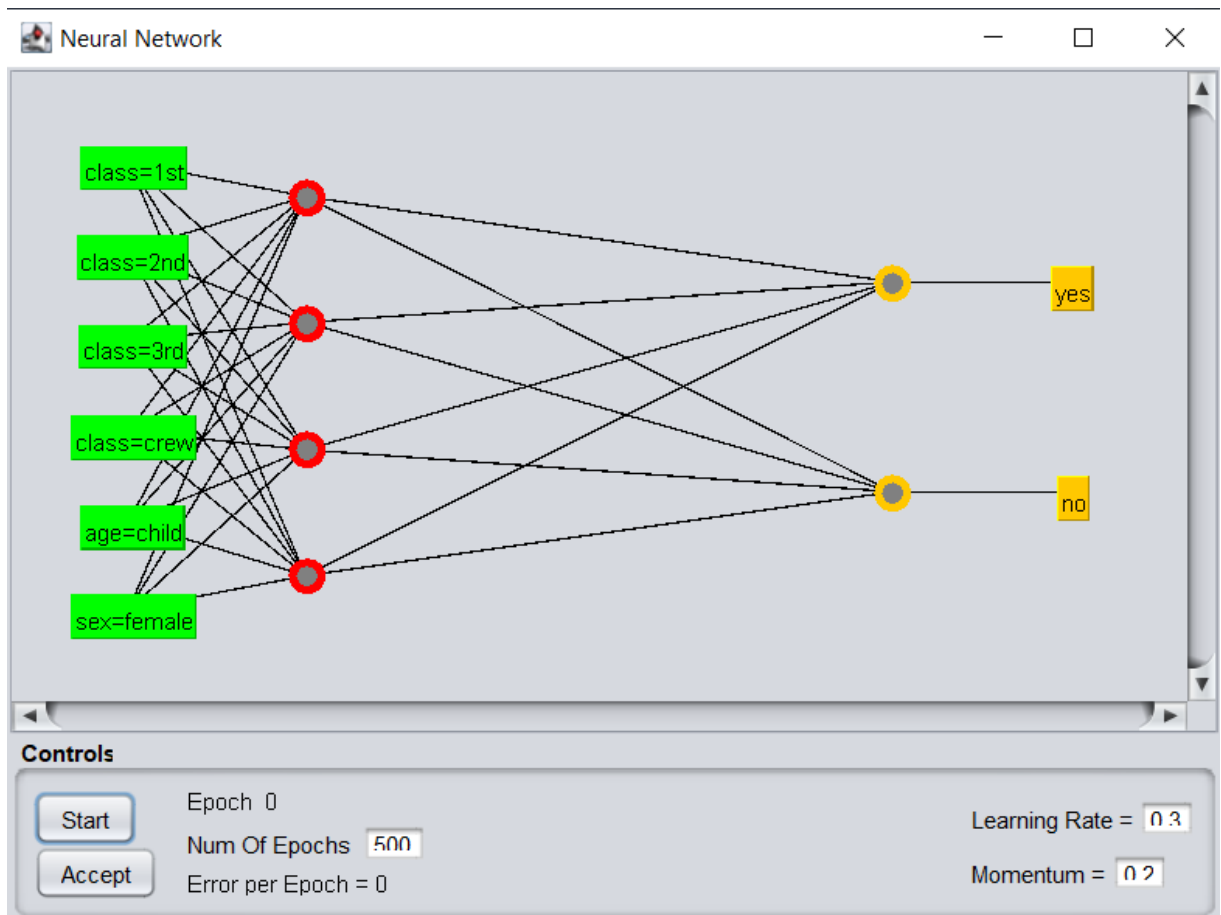 Neural Network
class=1st
class=2nd
class=3rd
class=crew
age=child
sex=female
yes
no
Controls
Start
Accept
Epoch 0
Num Of Epochs 500
Error per Epoch = 0
Learning Rate = 0.3
Momentum = 0.2